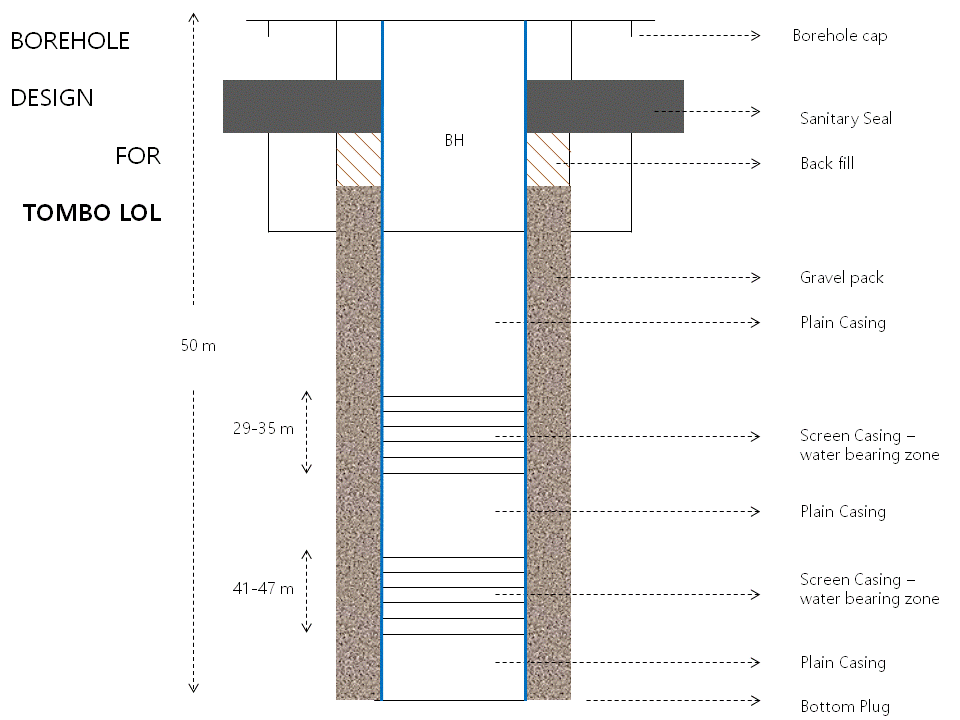 BOREHOLE
DESIGN
FOR
TOMBO LOL
BH
50 m
29-35 m
41-47 m
Borehole cap
Sanitary Seal
Back fill
Gravel pack
Plain Casing
Screen Casing –
water bearing zone
Plain Casing
Screen Casing –
water bearing zone
Plain Casing
Bottom Plug